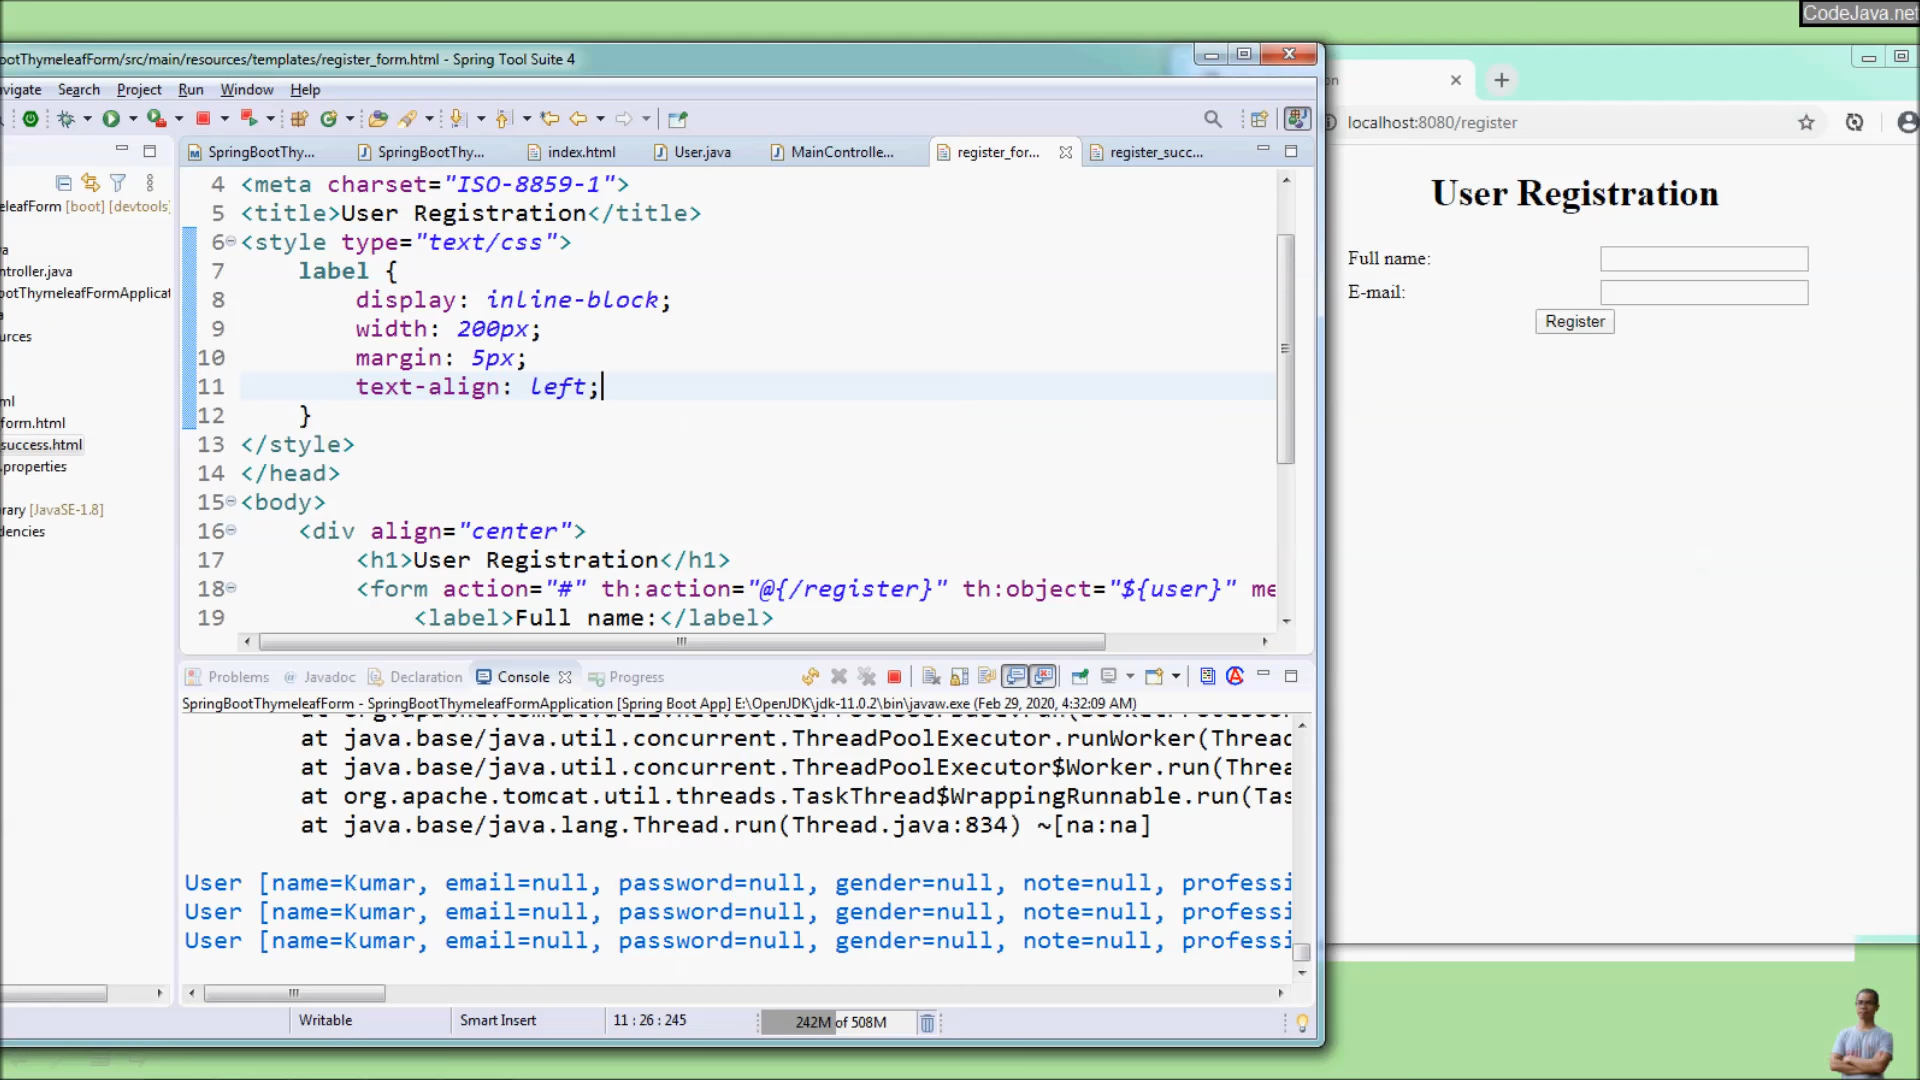 CodeJava.net
ootThymeleafForm/src/main/resources/templates/register_form.html - Spring Tool Suite 4
avigate Search Project Run Window Help
SpringBootThy... SpringBootThy... index.html User.java MainControlle... register_for... register_succ...
4 <meta charset="ISO-8859-1">
5 <title>User Registration</title>
6 <style type="text/css">
7 label {
8 display: inline-block;
9 width: 200px;
10 margin: 5px;
11 text-align: left;
12 }
13 </style>
14 </head>
15 <body>
16 <div align="center">
17 <h1>User Registration</h1>
18 <form action="#" th:action="@{/register}" th:object="${user}" me
19 <label>Full name:</label>
eleafForm [boot] [devtools]
a
ntroller.java
ootThymeleafFormApplicat
a
urces
ml
form.html
success.html
.properties
rary [JavaSE-1.8]
dencies
Problems @ Javadoc Declaration Console Progress
SpringBootThymeleafForm - SpringBootThymeleafFormApplication [Spring Boot App] E:\OpenJDK\jdk-11.0.2\bin\javaw.exe (Feb 29, 2020, 4:32:09 AM)
at java.base/java.util.concurrent.ThreadPoolExecutor.runWorker(Thread
at java.base/java.util.concurrent.ThreadPoolExecutor$Worker.run(Threa
at org.apache.tomcat.util.threads.TaskThread$WrappingRunnable.run(Tas
at java.base/java.lang.Thread.run(Thread.java:834) ~[na:na]
User [name=Kumar, email=null, password=null, gender=null, note=null, professi
User [name=Kumar, email=null, password=null, gender=null, note=null, professi
User [name=Kumar, email=null, password=null, gender=null, note=null, professi
Writable Smart Insert 11 : 26 : 245 242M of 508M
on
localhost:8080/register
User Registration
Full name:
E-mail:
Register